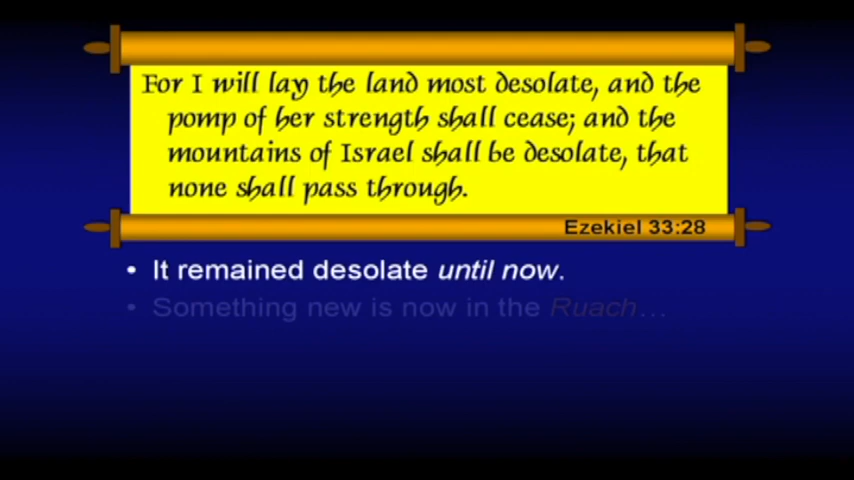 For I will lay the land most desolate, and the
pomp of her strength shall cease; and the
mountains of Israel shall be desolate, that
none shall pass through.
Ezekiel 33:28
• It remained desolate until now.
• Something new is now in the Ruach...